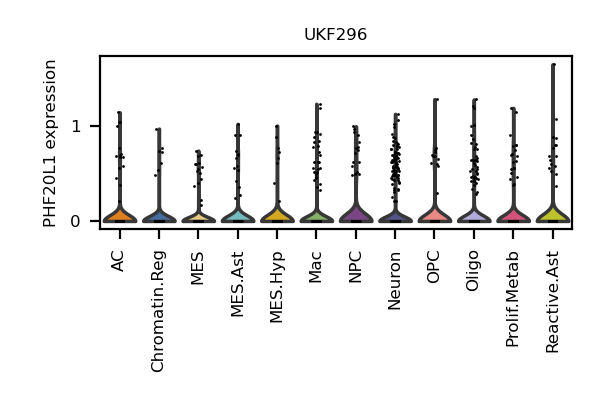 UKF296
PHF20L1 expression
1
0
AC
Chromatin.Reg
MES
MES.Ast
MES.Hyp
Mac
NPC
Neuron
OPC
Oligo
Prolif.Metab
Reactive.Ast